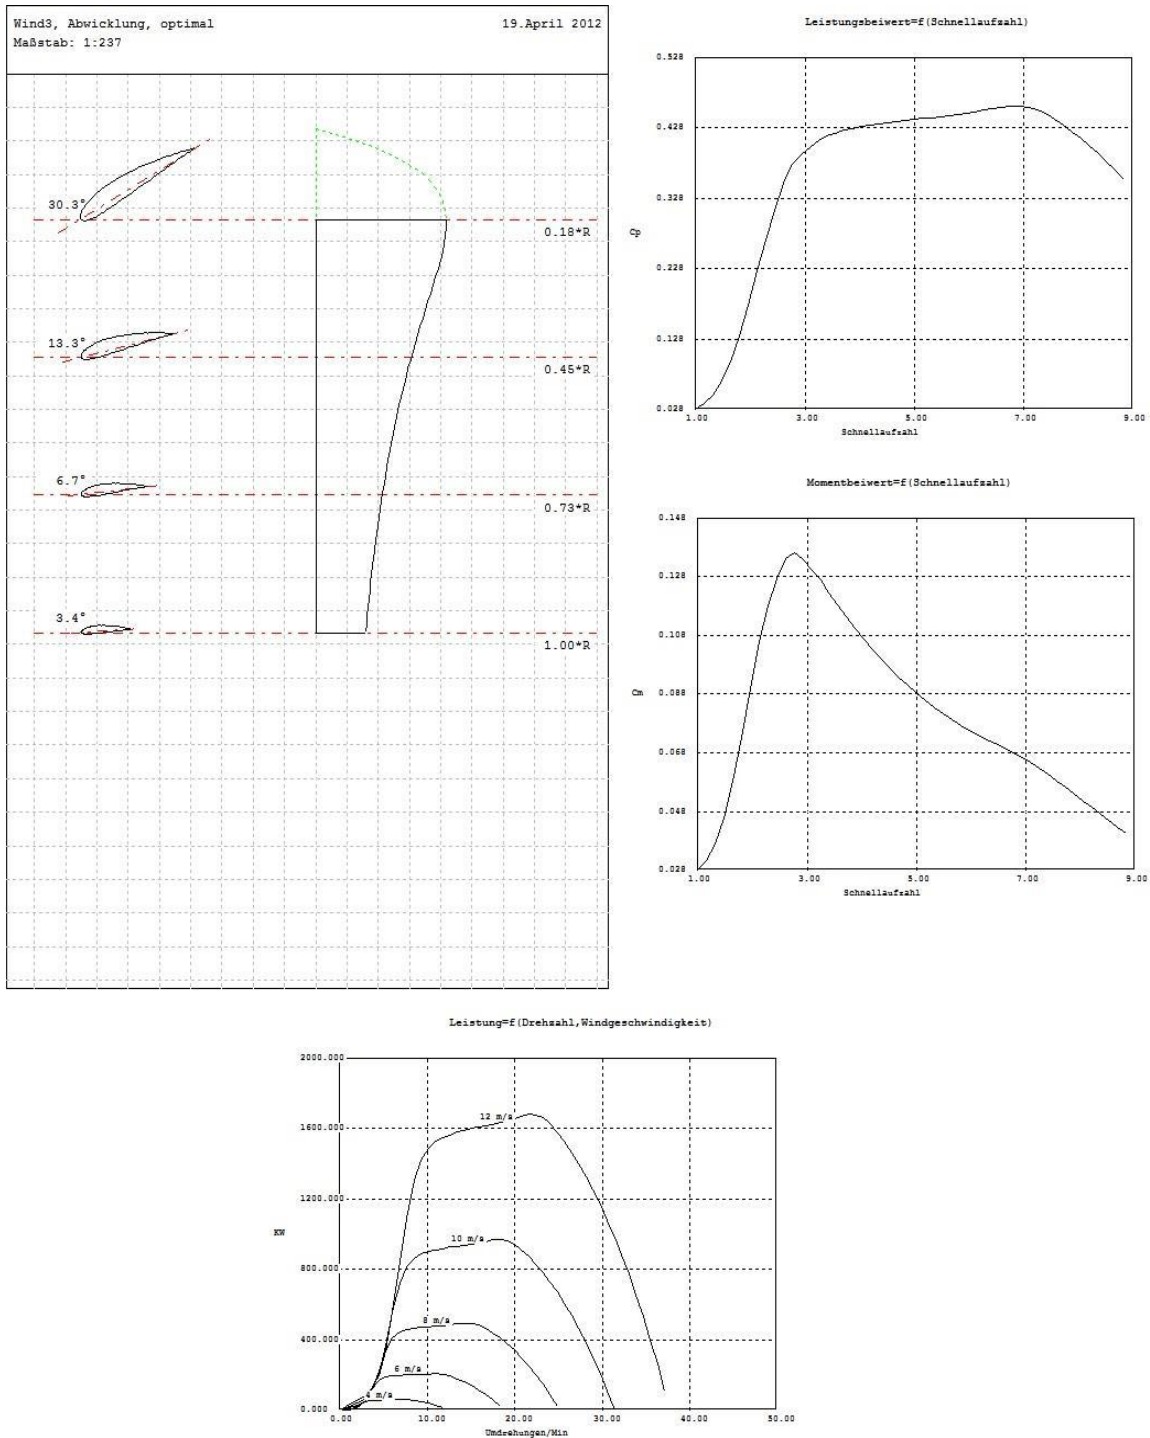 Wind3, Abwicklung, optimal 19.April 2012
Maßstab: 1:237
30.3°
0.18*R
13.3°
0.45*R
6.7°
0.73*R
3.4°
1.00*R
Leistungsbeiwert=f(Schnellaufzahl)
0.528
0.428
0.328
Cp
0.228
0.128
0.028
1.00 3.00 5.00 7.00 9.00
Schnellaufzahl
Momentbeiwert=f(Schnellaufzahl)
0.148
0.128
0.108
Cm 0.088
0.068
0.048
0.028
1.00 3.00 5.00 7.00 9.00
Schnellaufzahl
Leistung=f(Drehzahl,Windgeschwindigkeit)
2000.000
12 m/s
1600.000
1200.000
KW
10 m/s
800.000
8 m/s
400.000
6 m/s
4 m/s
0.000
0.00 10.00 20.00 30.00 40.00 50.00
Umdrehungen/Min